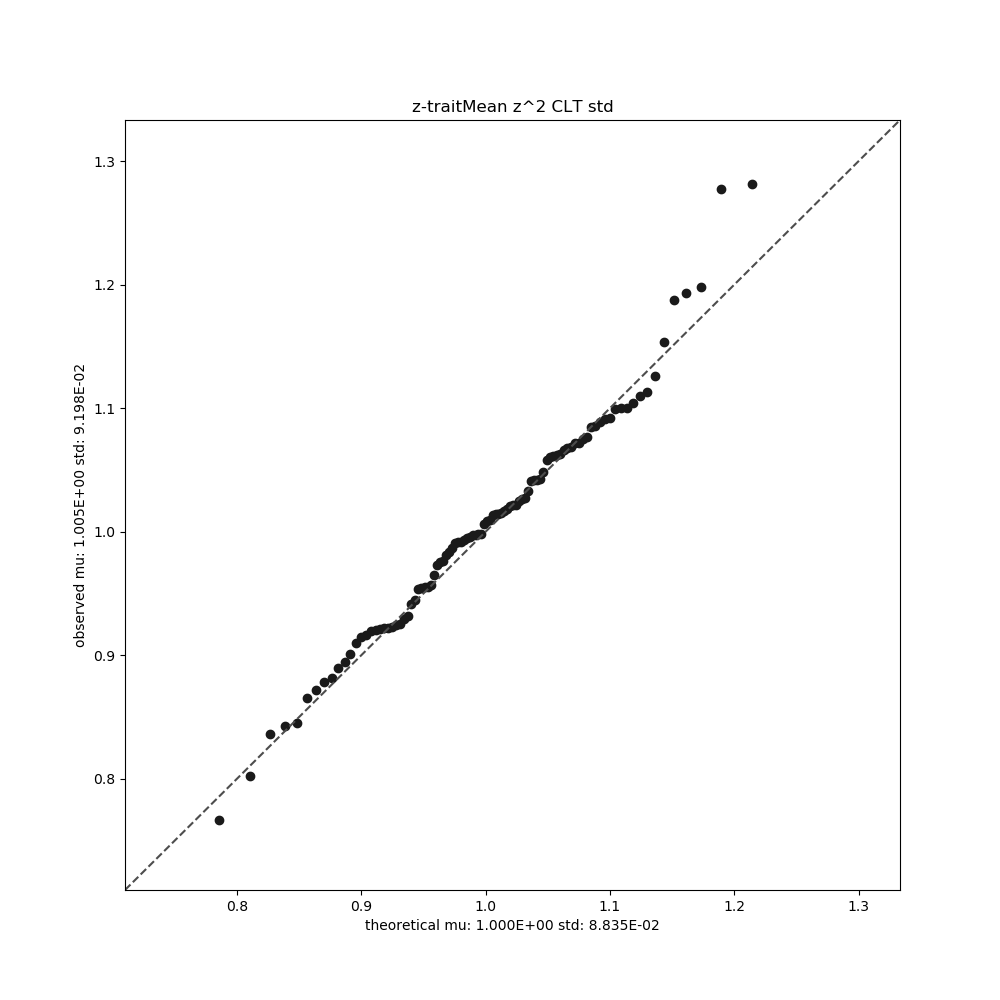 z-traitMean z^2 CLT std
observed mu: 1.005E+00 std: 9.198E-02
1.3
1.2
1.1
1.0
0.9
0.8
0.8 0.9 1.0 1.1 1.2 1.3
theoretical mu: 1.000E+00 std: 8.835E-02